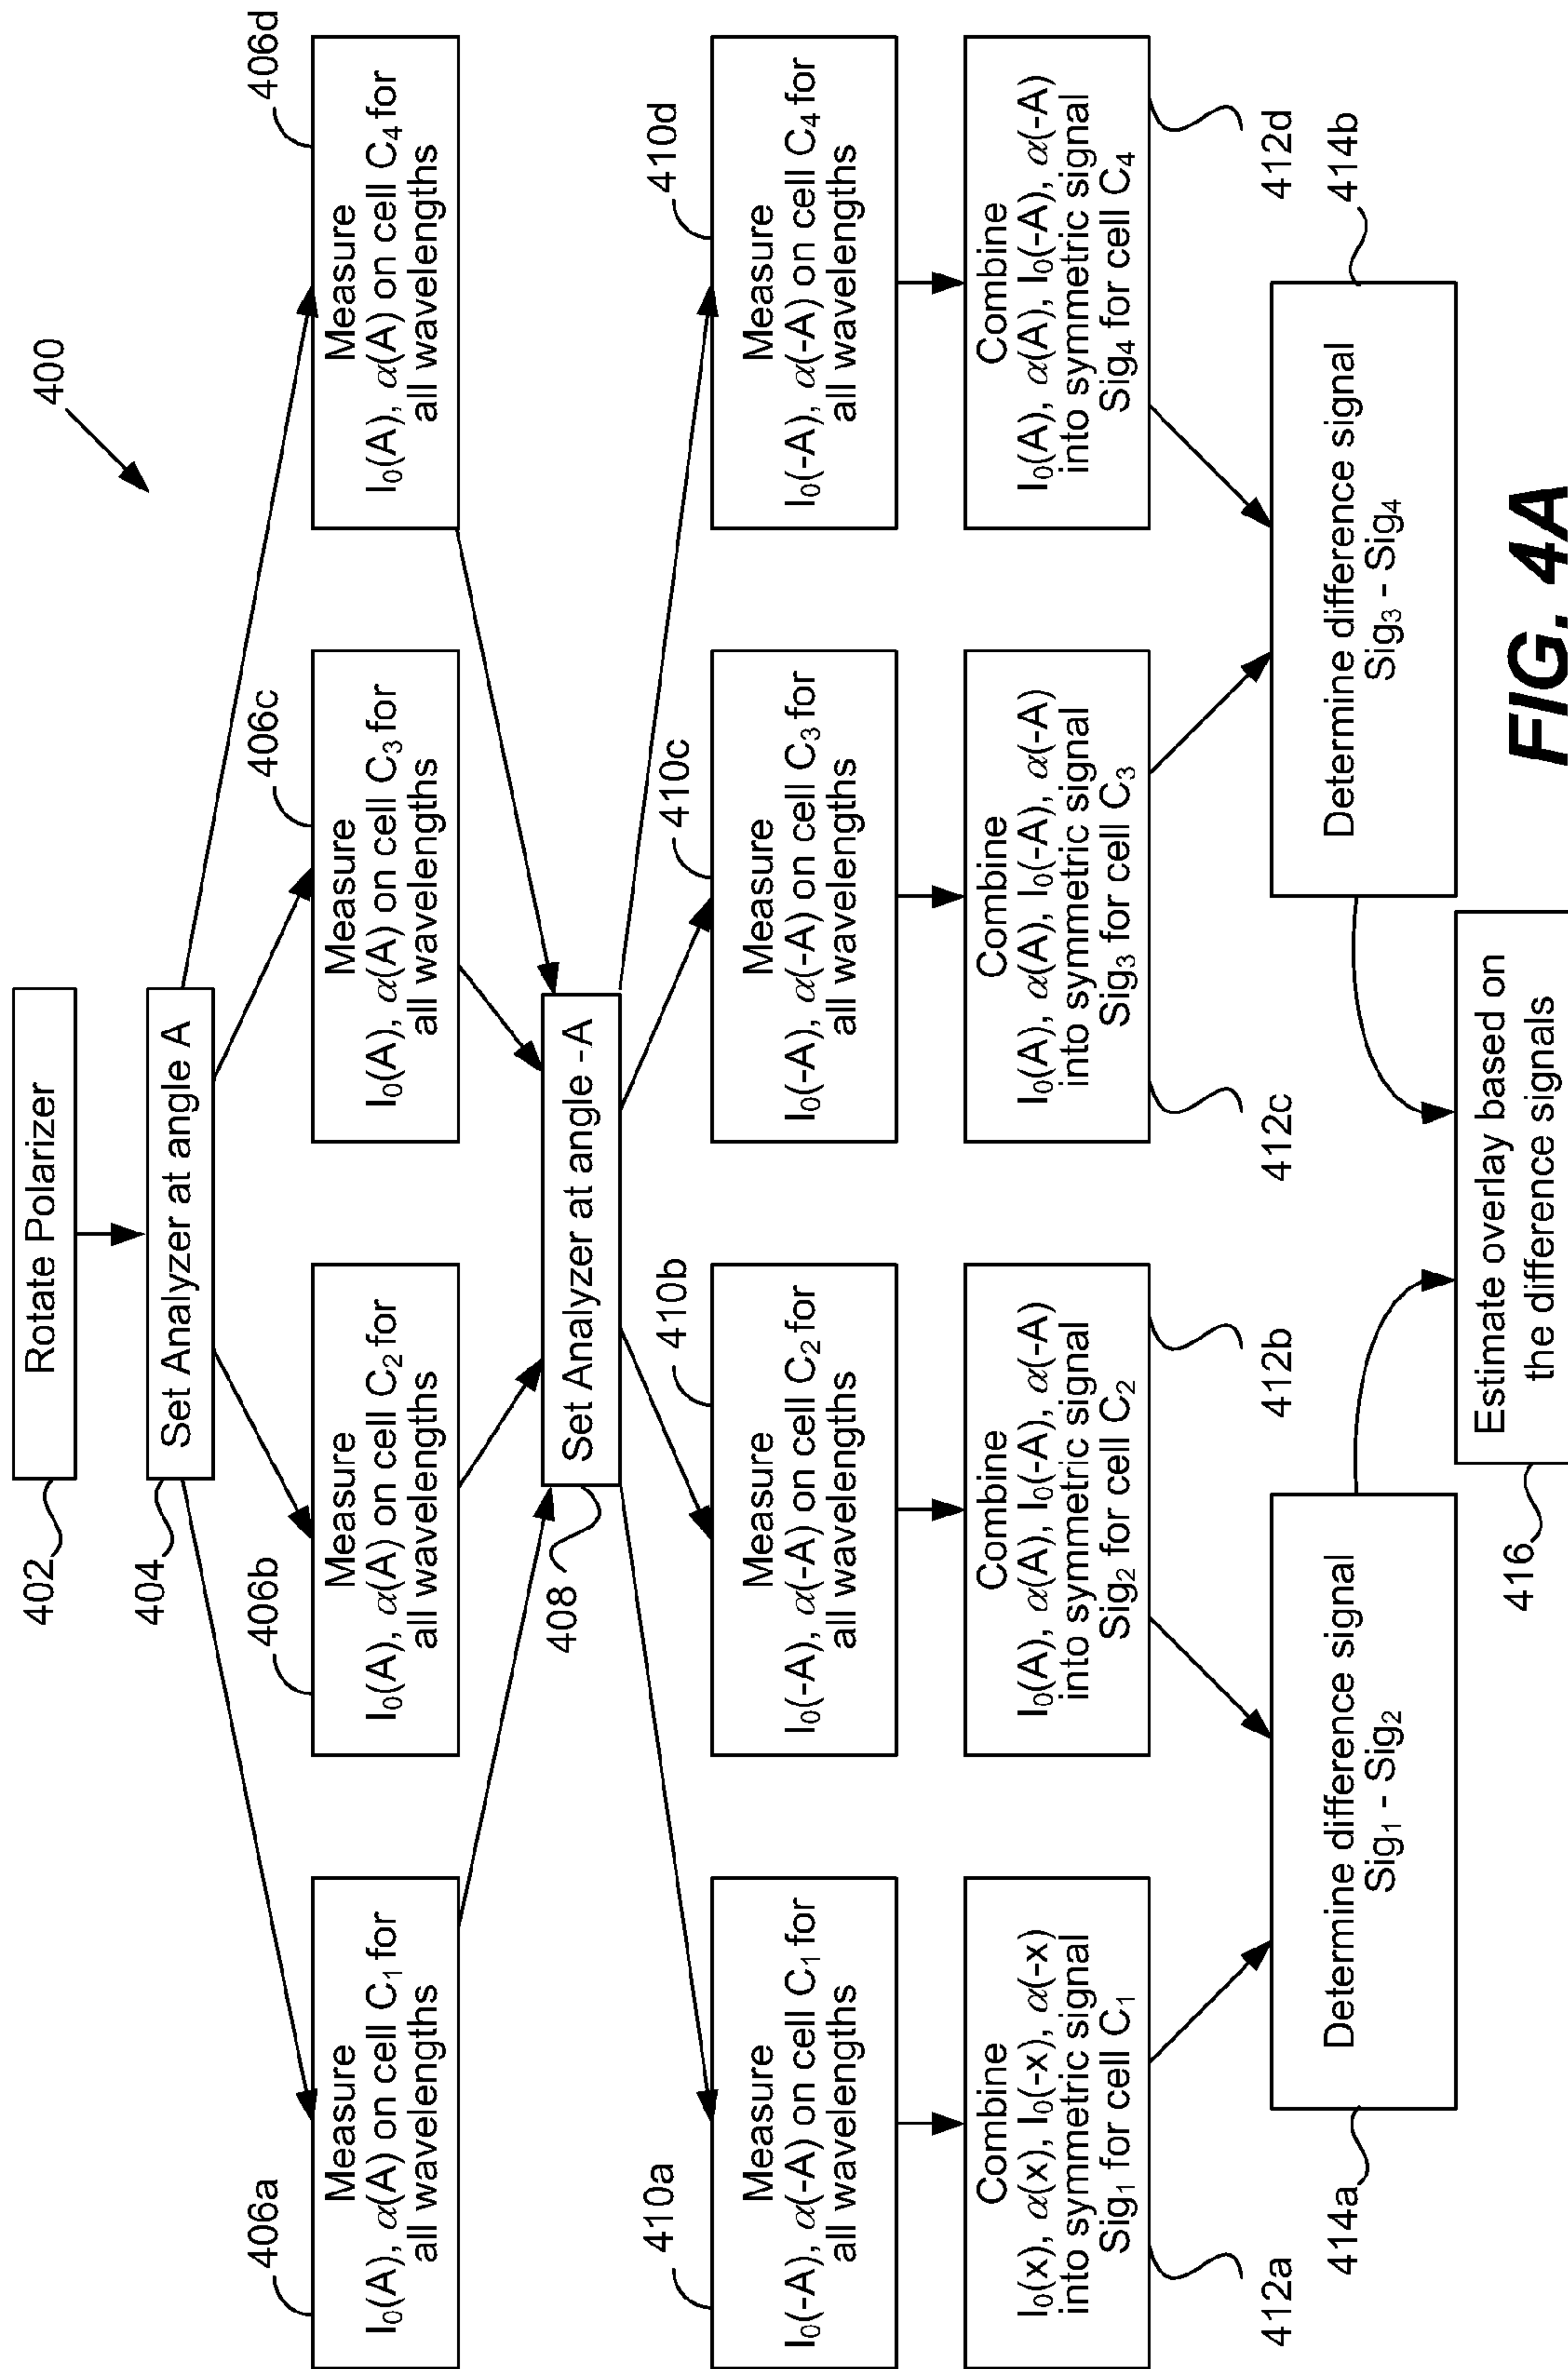 400
402
Rotate Polarizer
404
Set Analyzer at angle A
406a
Measure
I₀(A), α(A) on cell C₁ for
all wavelengths
406b
Measure
I₀(A), α(A) on cell C₂ for
all wavelengths
406c
Measure
I₀(A), α(A) on cell C₃ for
all wavelengths
406d
Measure
I₀(A), α(A) on cell C₄ for
all wavelengths
408
Set Analyzer at angle -A
410a
Measure
I₀(-A), α(-A) on cell C₁ for
all wavelengths
410b
Measure
I₀(-A), α(-A) on cell C₂ for
all wavelengths
410c
Measure
I₀(-A), α(-A) on cell C₃ for
all wavelengths
410d
Measure
I₀(-A), α(-A) on cell C₄ for
all wavelengths
Combine
I₀(x), α(x), I₀(-x), α(-x)
into symmetric signal
Sig₁ for cell C₁
412a
Combine
I₀(A), α(A), I₀(-A), α(-A)
into symmetric signal
Sig₂ for cell C₂
412b
Combine
I₀(A), α(A), I₀(-A), α(-A)
into symmetric signal
Sig₃ for cell C₃
412c
Combine
I₀(A), α(A), I₀(-A), α(-A)
into symmetric signal
Sig₄ for cell C₄
412d
414a
Determine difference signal
Sig₁ - Sig₂
414b
Determine difference signal
Sig₃ - Sig₄
416
Estimate overlay based on
the difference signals
FIG. 4A